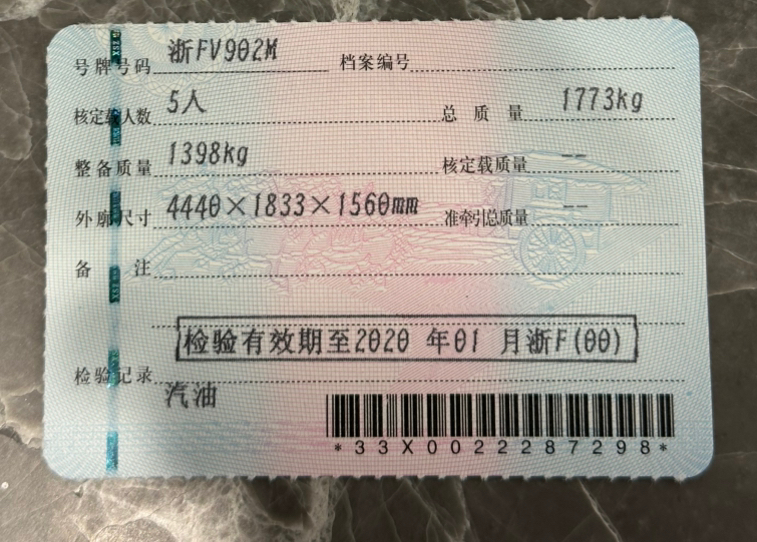 号牌号码 浙FV902M 档案编号
核定载人数 5人 总质量 1773kg
整备质量 1398kg 核定载质量 --
外廓尺寸 4440×1833×1560mm 准牵引总质量 --
备注
检验有效期至2020年01月浙F(00)
检验记录
汽油
*33X0022287298*